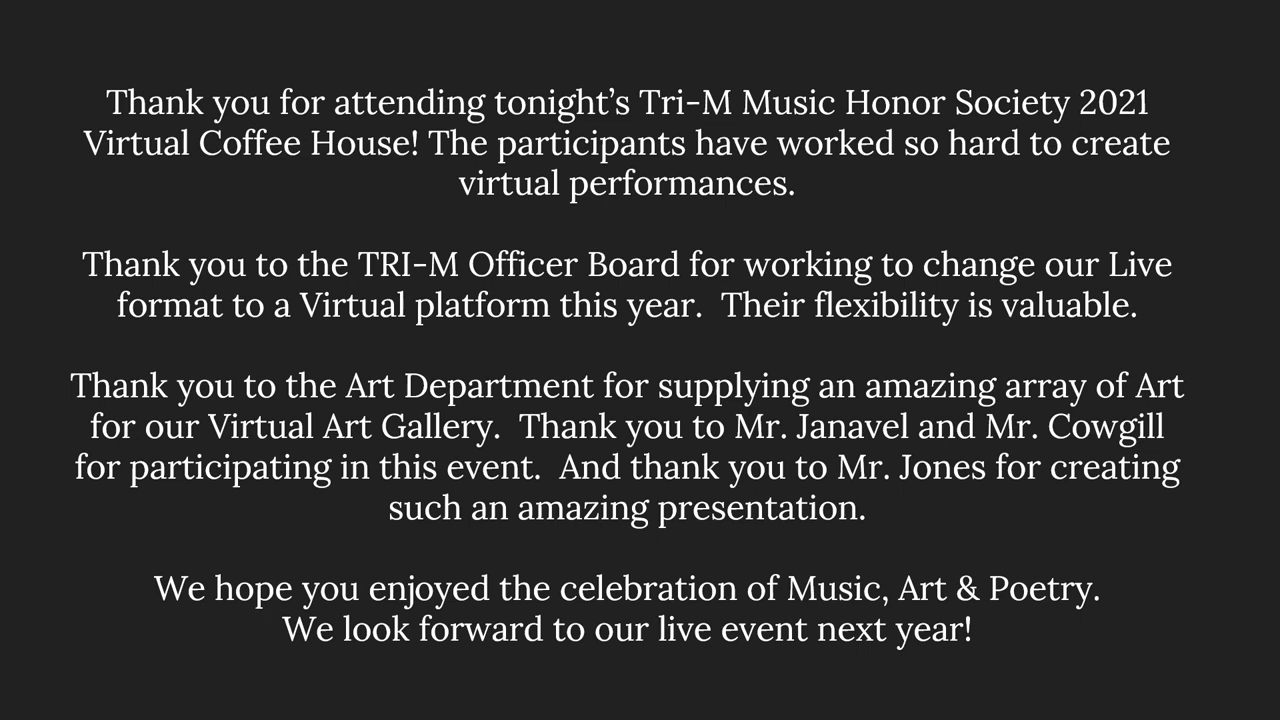 Thank you for attending tonight’s Tri-M Music Honor Society 2021
Virtual Coffee House! The participants have worked so hard to create
virtual performances.
Thank you to the TRI-M Officer Board for working to change our Live
format to a Virtual platform this year.  Their flexibility is valuable.
Thank you to the Art Department for supplying an amazing array of Art
for our Virtual Art Gallery.  Thank you to Mr. Janavel and Mr. Cowgill
for participating in this event.  And thank you to Mr. Jones for creating
such an amazing presentation.
We hope you enjoyed the celebration of Music, Art & Poetry.
We look forward to our live event next year!